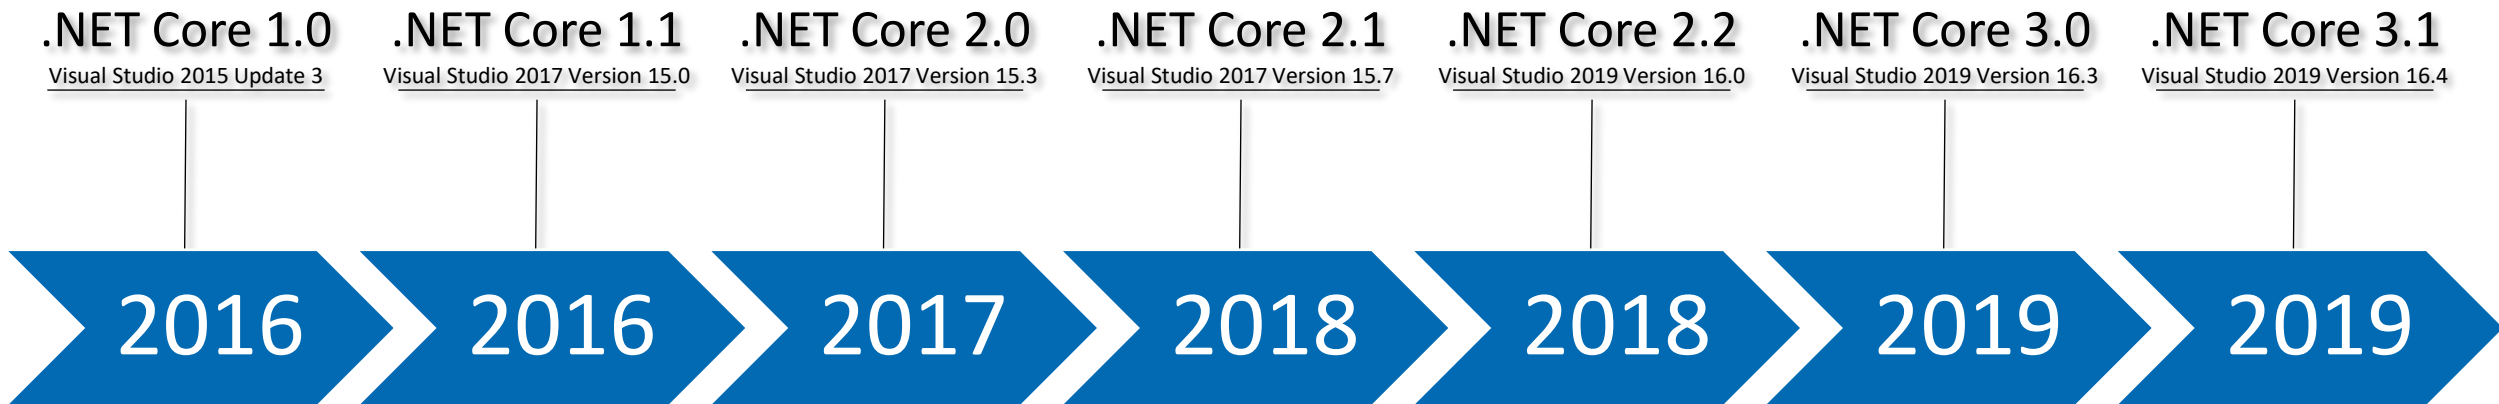 .NET Core 1.0
Visual Studio 2015 Update 3
.NET Core 1.1
Visual Studio 2017 Version 15.0
.NET Core 2.0
Visual Studio 2017 Version 15.3
.NET Core 2.1
Visual Studio 2017 Version 15.7
.NET Core 2.2
Visual Studio 2019 Version 16.0
.NET Core 3.0
Visual Studio 2019 Version 16.3
.NET Core 3.1
Visual Studio 2019 Version 16.4
2016
2016
2017
2018
2018
2019
2019